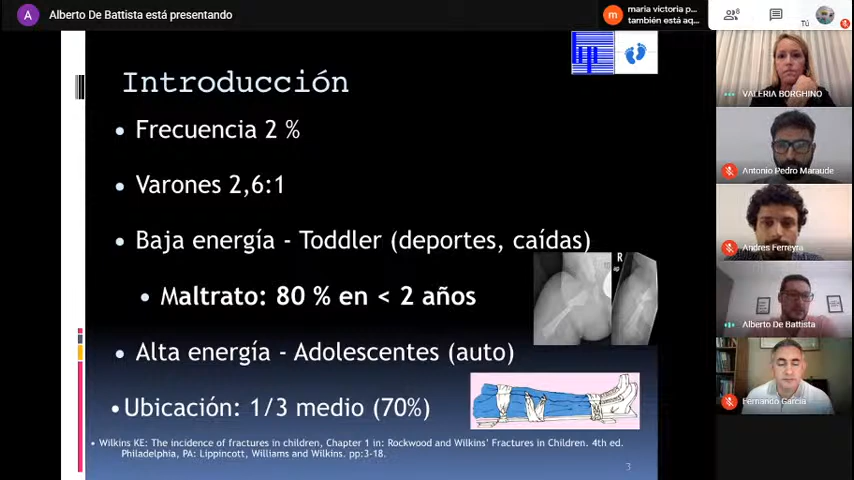 A Alberto De Battista está presentando
m maria victoria p...
también está aq...
8
Tú
Introducción
• Frecuencia 2 %
• Varones 2,6:1
• Baja energía - Toddler (deportes, caídas)
• Maltrato: 80 % en < 2 años
• Alta energía - Adolescentes (auto)
•Ubicación: 1/3 medio (70%)
• Wilkins KE: The incidence of fractures in children, Chapter 1 in: Rockwood and Wilkins' Fractures in Children. 4th ed.
Philadelphia, PA: Lippincott, Williams and Wilkins. pp:3-18.
3
R
VALERIA BORGHINO
Antonio Pedro Maraude
Andres Ferreyra
Alberto De Battista
Fernando Garcia